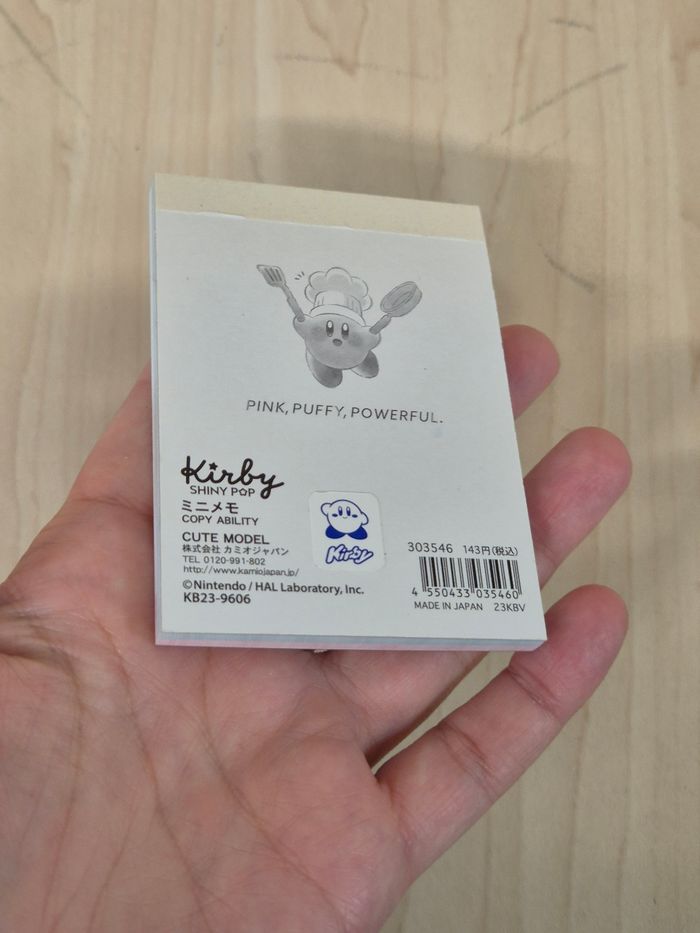 PINK, PUFFY, POWERFUL.
Kirby
SHINY POP
ミニメモ
COPY ABILITY
CUTE MODEL
株式会社 カミオジャパン
TEL 0120-991-802
http://www.kamiojapan.jp/
©Nintendo / HAL Laboratory, Inc.
KB23-9606
Kirby
303546 143円(税込)
4 550433 035460
MADE IN JAPAN 23KBV